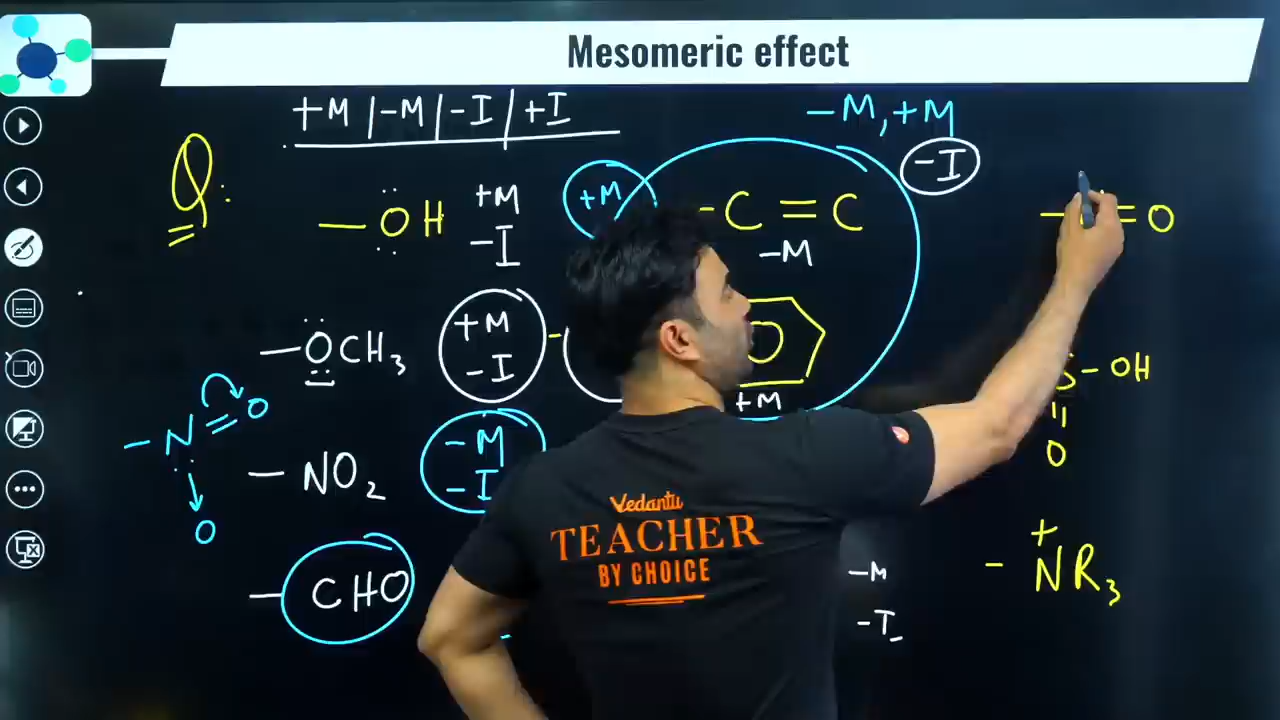 Mesomeric effect
+M | -M | -I | +I
-M, +M
-I
Q:
-OH
+M
-I
+M
-C=C
-M
=O
-OCH3
+M
-I
+M
S-OH
O
-N=O
O
-NO2
-M
-I
-CHO
-M
-I
+
-NR3
Vedantu
TEACHER
BY CHOICE